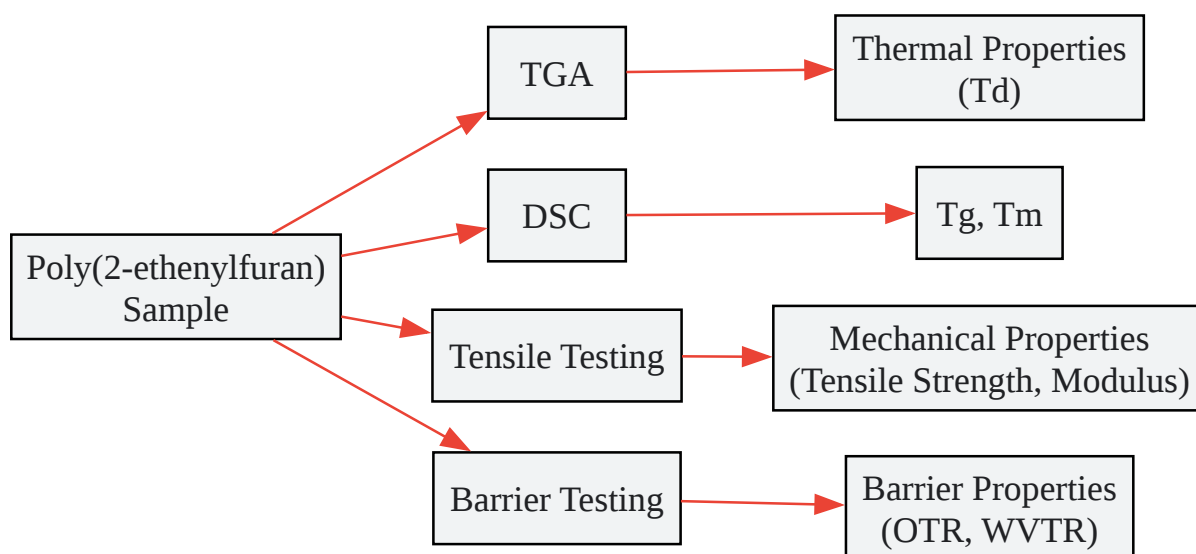 TGA
Thermal Properties
(Td)
DSC
Tg, Tm
Poly(2-ethenylfuran)
Sample
Tensile Testing
Mechanical Properties
(Tensile Strength, Modulus)
Barrier Testing
Barrier Properties
(OTR, WVTR)